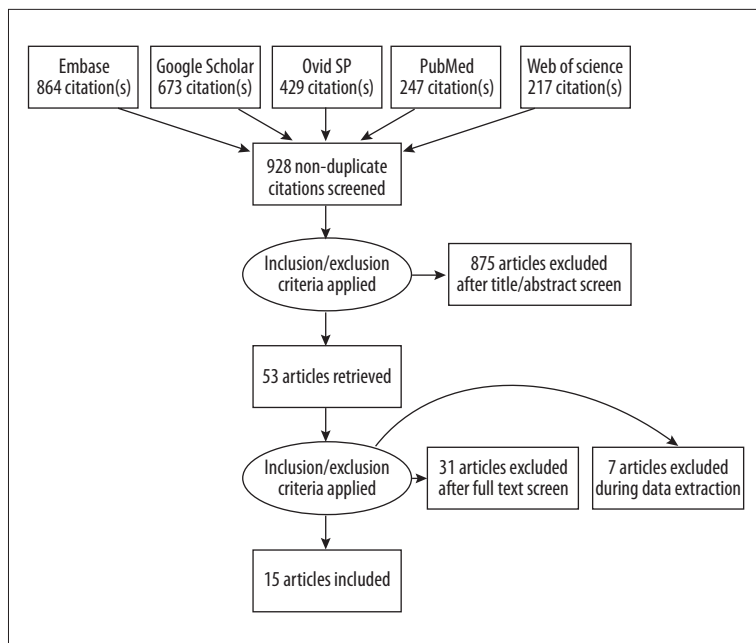 Embase
864 citation(s)
Google Scholar
673 citation(s)
Ovid SP
429 citation(s)
PubMed
247 citation(s)
Web of science
217 citation(s)
928 non-duplicate
citations screened
Inclusion/exclusion
criteria applied
875 articles excluded
after title/abstract screen
53 articles retrieved
Inclusion/exclusion
criteria applied
31 articles excluded
after full text screen
7 articles excluded
during data extraction
15 articles included